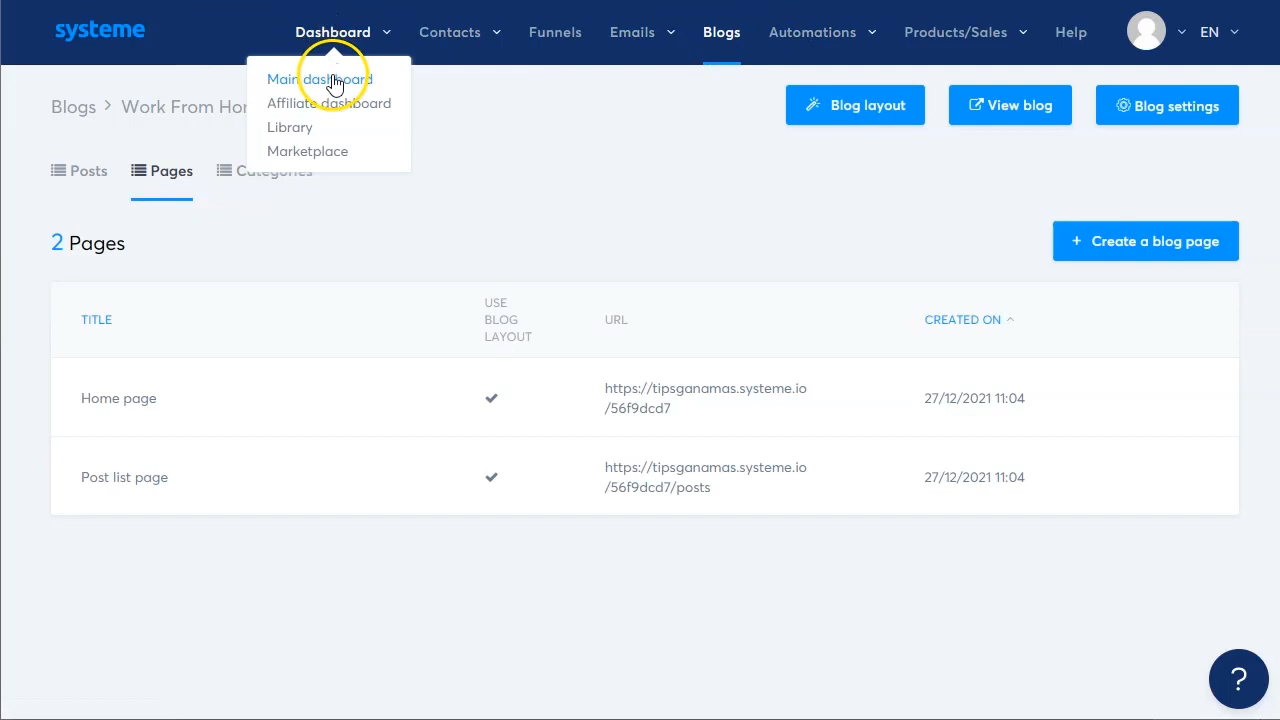 systeme
Dashboard
Contacts
Funnels
Emails
Blogs
Automations
Products/Sales
Help
EN
Main dashboard
Affiliate dashboard
Library
Marketplace
Blogs
Work From
Blog layout
View blog
Blog settings
Posts
Pages
Categories
2 Pages
+ Create a blog page
TITLE
USE
BLOG
LAYOUT
URL
CREATED ON
Home page
https://tipsganamas.systeme.io
/56f9dcd7
27/12/2021 11:04
Post list page
https://tipsganamas.systeme.io
/56f9dcd7/posts
27/12/2021 11:04
?